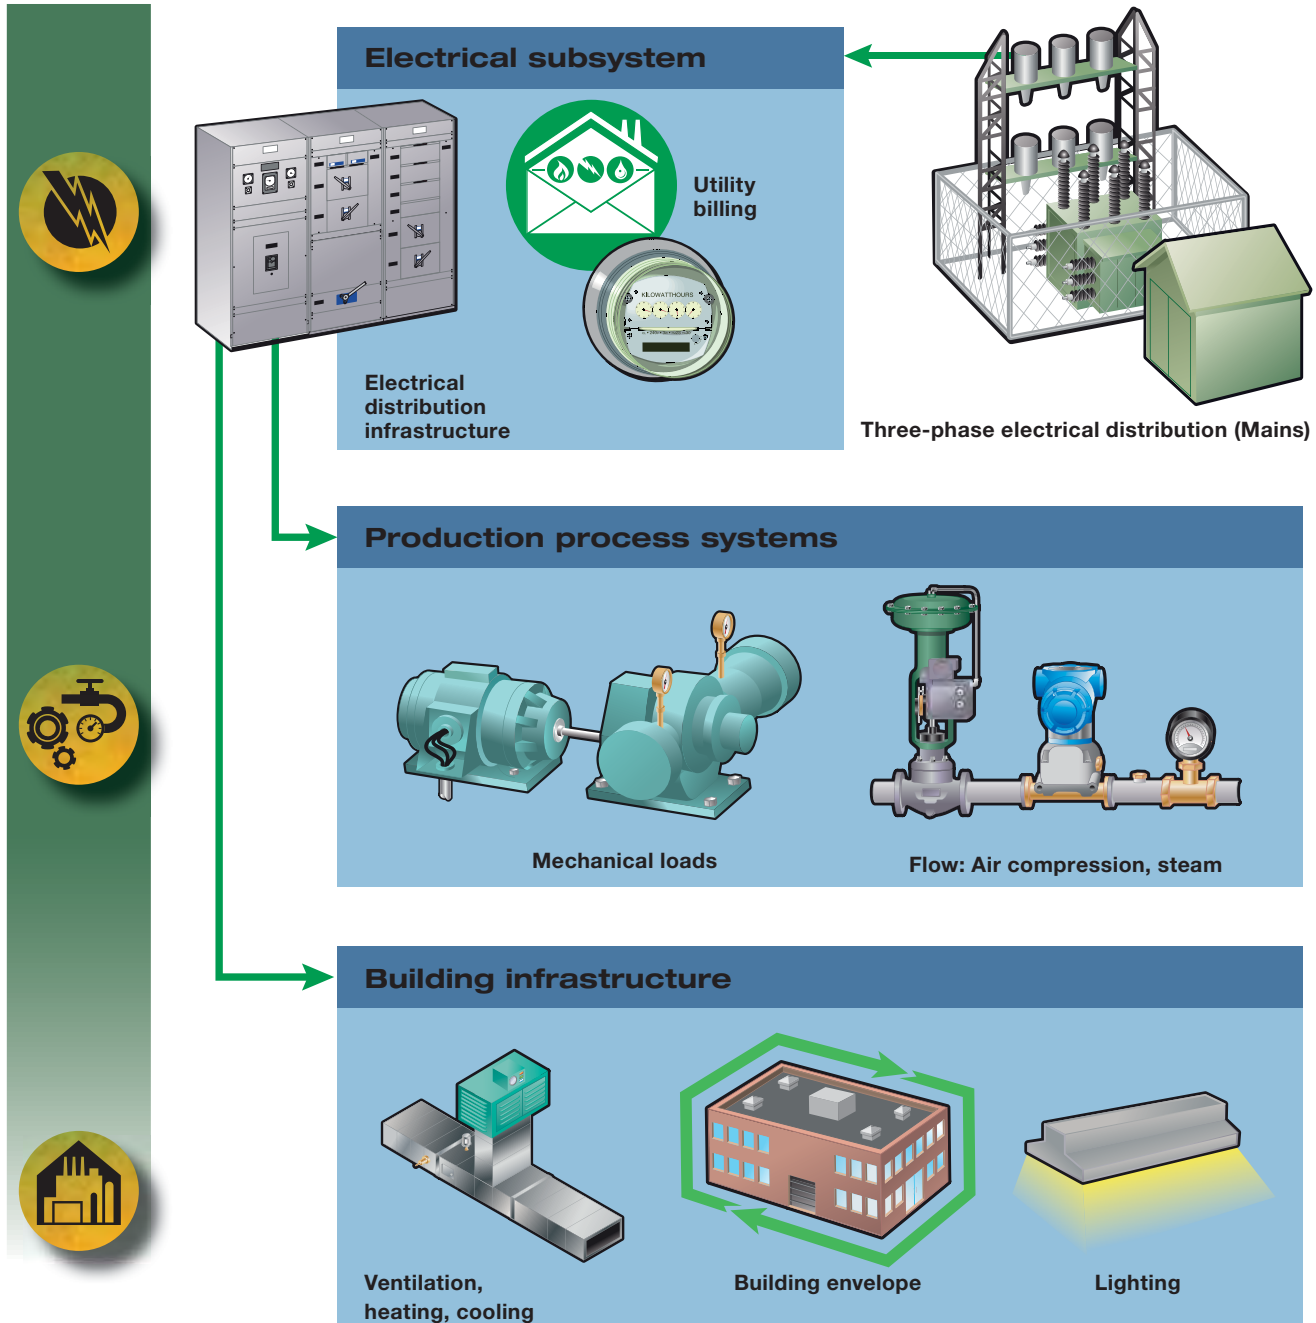 Electrical subsystem
Utility
billing
KILOWATTHOURS
Electrical
distribution
infrastructure
Three-phase electrical distribution (Mains)
Production process systems
Mechanical loads
Flow: Air compression, steam
Building infrastructure
Ventilation,
heating, cooling
Building envelope
Lighting